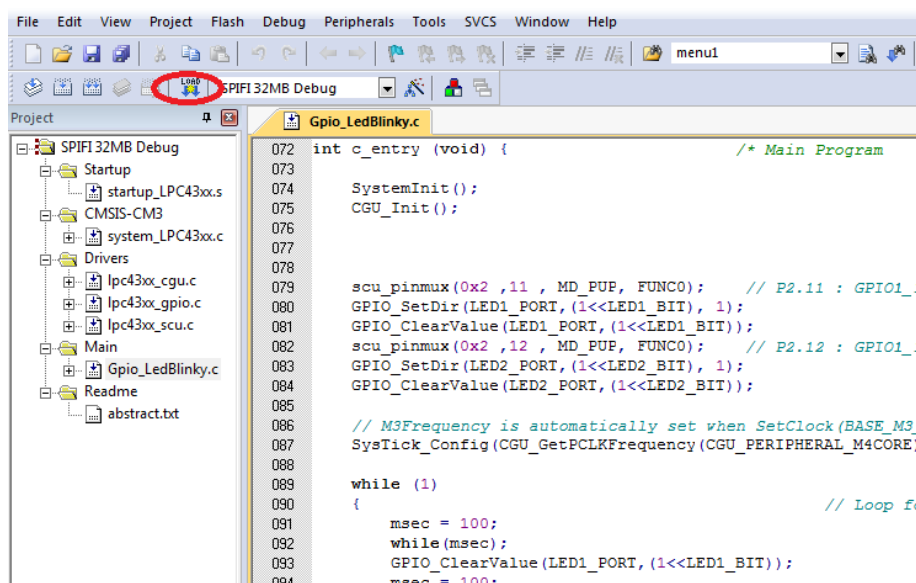 File Edit View Project Flash Debug Peripherals Tools SVCS Window Help
menu1
LOAD SPIFI 32MB Debug
Project
Gpio_LedBlinky.c
SPIFI 32MB Debug
Startup
startup_LPC43xx.s
CMSIS-CM3
system_LPC43xx.c
Drivers
lpc43xx_cgu.c
lpc43xx_gpio.c
lpc43xx_scu.c
Main
Gpio_LedBlinky.c
Readme
abstract.txt
072 int c_entry (void) { /* Main Program
073
074 SystemInit();
075 CGU_Init();
076
077
078
079 scu_pinmux(0x2 ,11 , MD_PUP, FUNC0); // P2.11 : GPIO1_
080 GPIO_SetDir(LED1_PORT,(1<<LED1_BIT), 1);
081 GPIO_ClearValue(LED1_PORT,(1<<LED1_BIT));
082 scu_pinmux(0x2 ,12 , MD_PUP, FUNC0); // P2.12 : GPIO1_
083 GPIO_SetDir(LED2_PORT,(1<<LED2_BIT), 1);
084 GPIO_ClearValue(LED2_PORT,(1<<LED2_BIT));
085
086 // M3Frequency is automatically set when SetClock(BASE_M3_
087 SysTick_Config(CGU_GetPCLKFrequency(CGU_PERIPHERAL_M4CORE)
088
089 while (1)
090 { // Loop fo
091 msec = 100;
092 while(msec);
093 GPIO_ClearValue(LED1_PORT,(1<<LED1_BIT));
094 msec = 100;